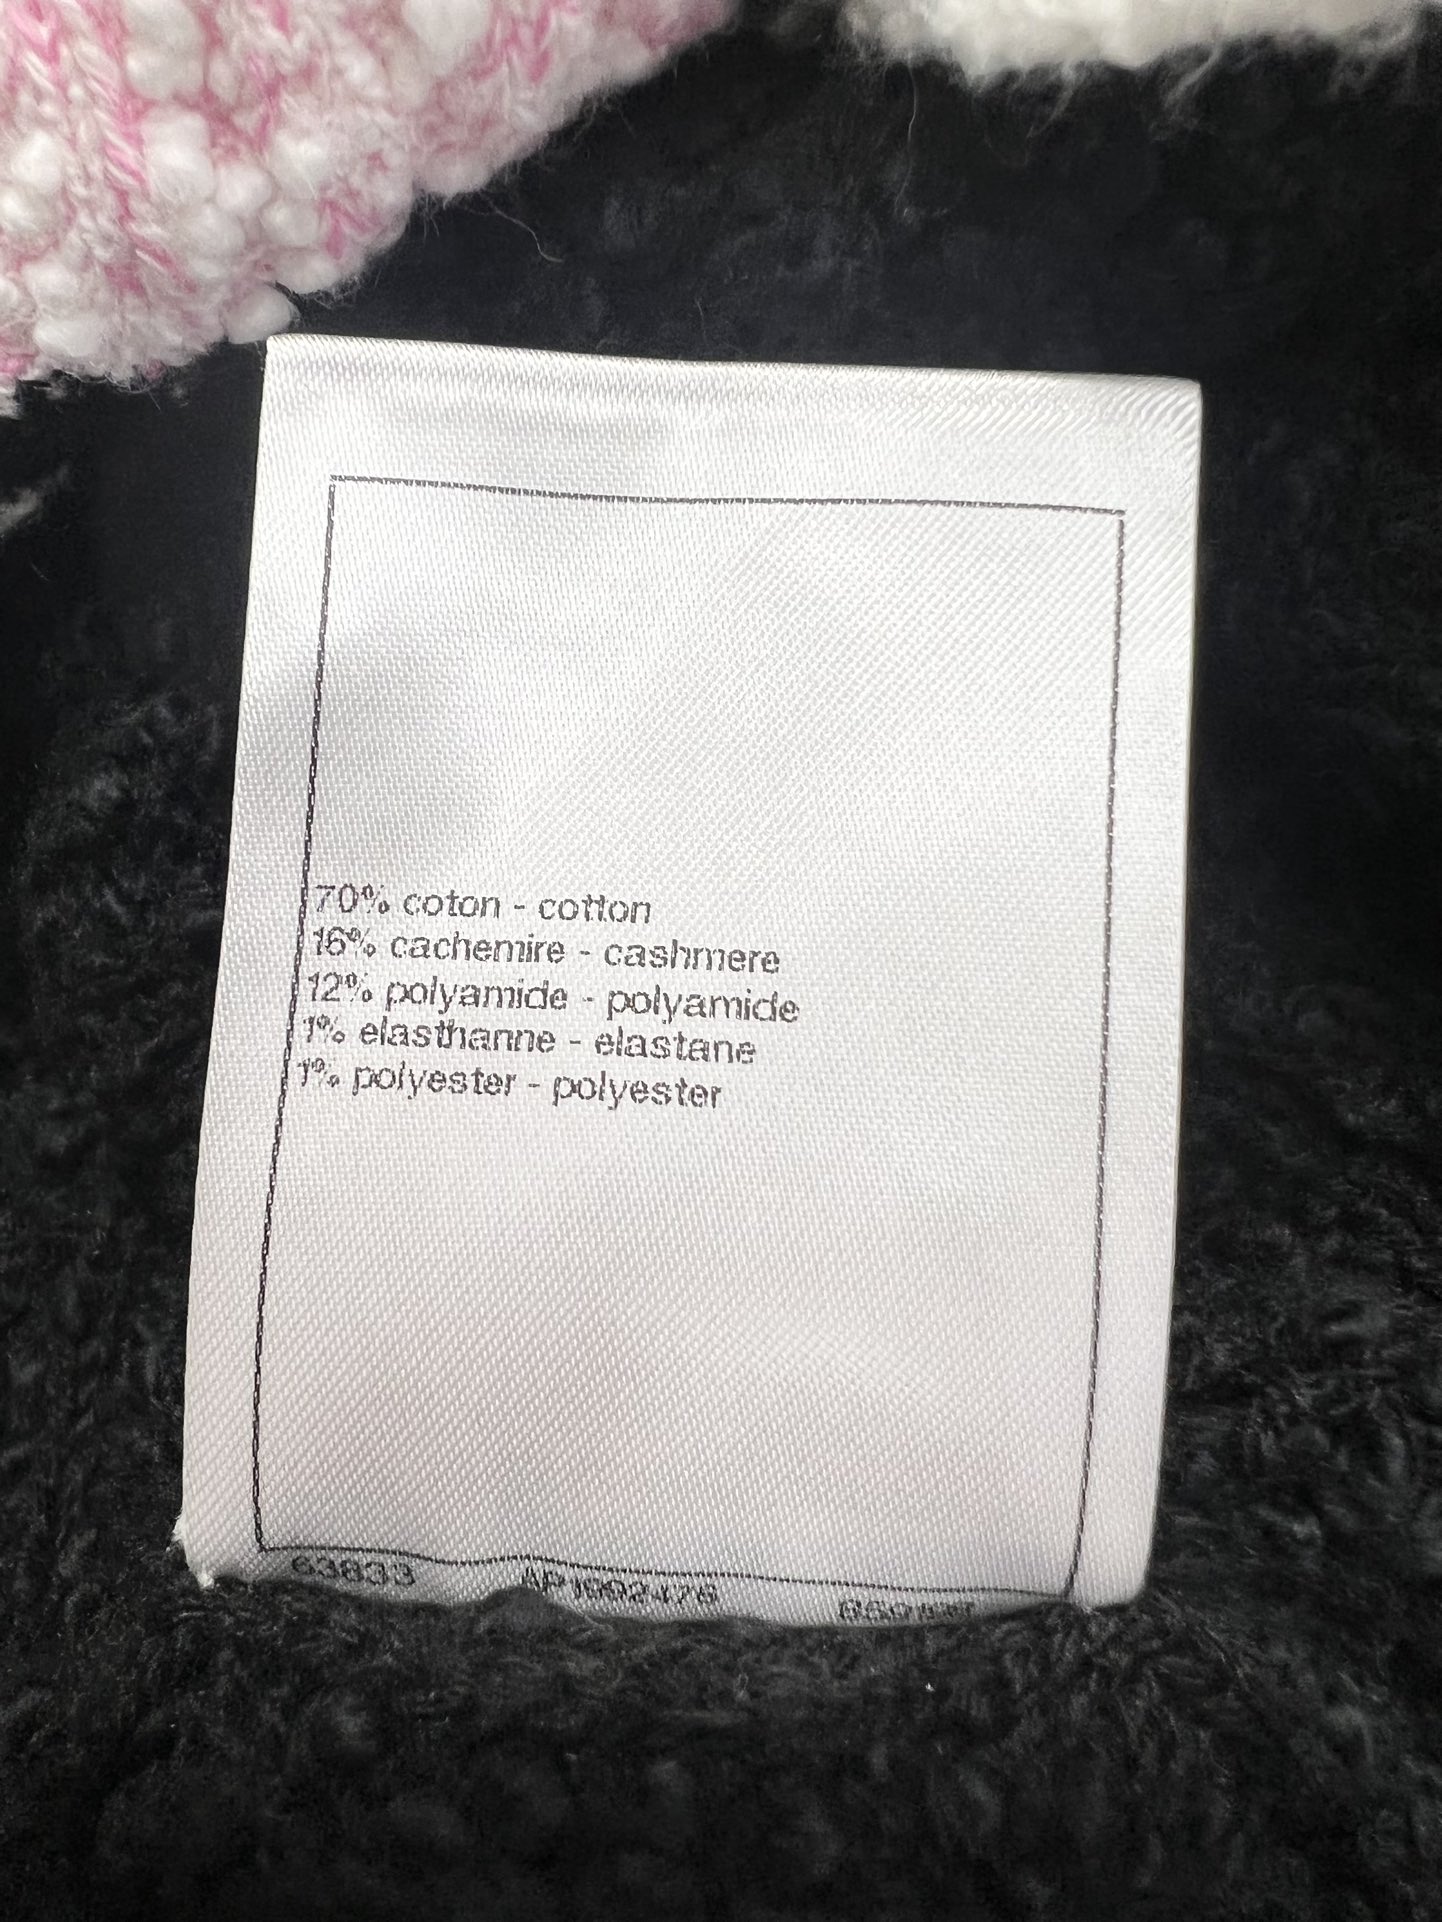 70% coton - cotton
16% cachemire - cashmere
12% polyamide - polyamide
1% elasthanne - elastane
1% polyester - polyester
63833